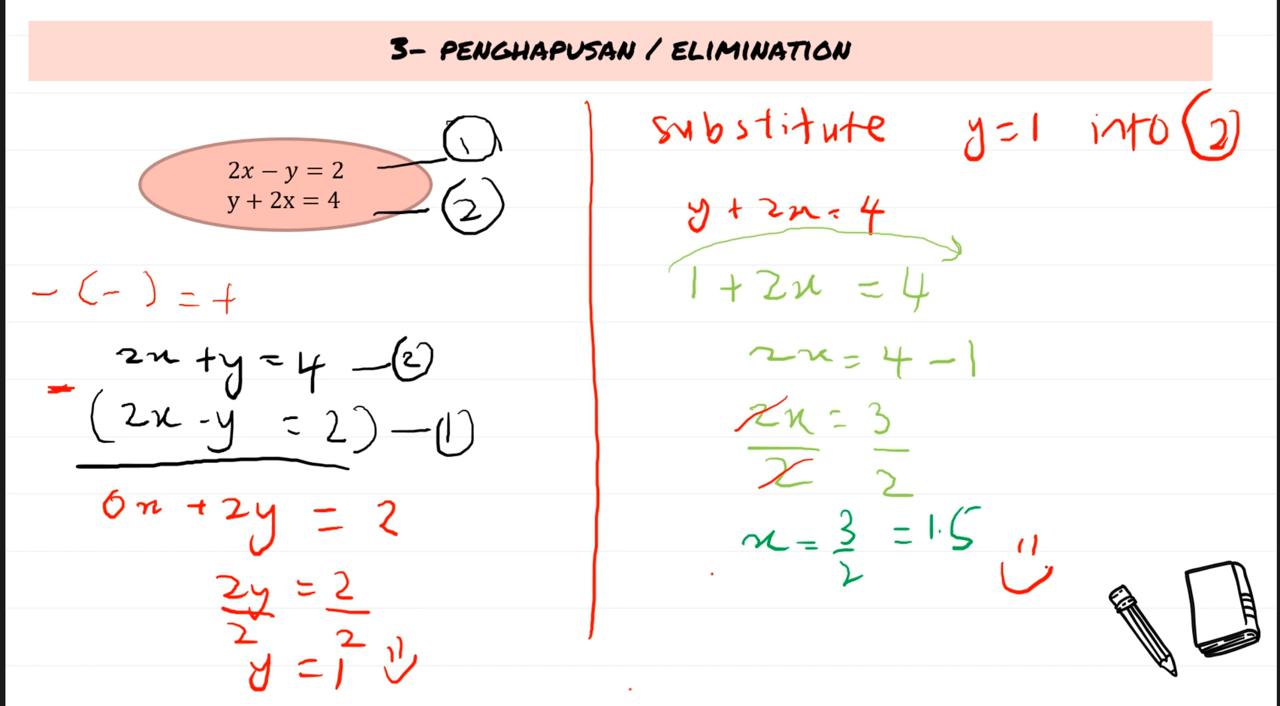 3- PENGHAPUSAN / ELIMINATION
2x − y = 2 — ①
y + 2x = 4 — ②
- (-) = +
2x + y = 4 — ②
- (2x - y = 2) — ①
0x + 2y = 2
2y/2 = 2/2
y = 1
substitute y = 1 into ②
y + 2x = 4
1 + 2x = 4
2x = 4 - 1
2x/2 = 3/2
x = 3/2 = 1.5